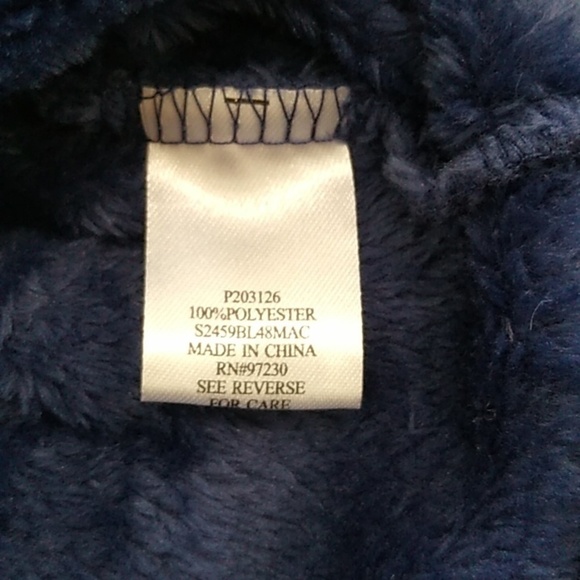 P203126
100%POLYESTER
S2459BL48MAC
MADE IN CHINA
RN#97230
SEE REVERSE
FOR CARE